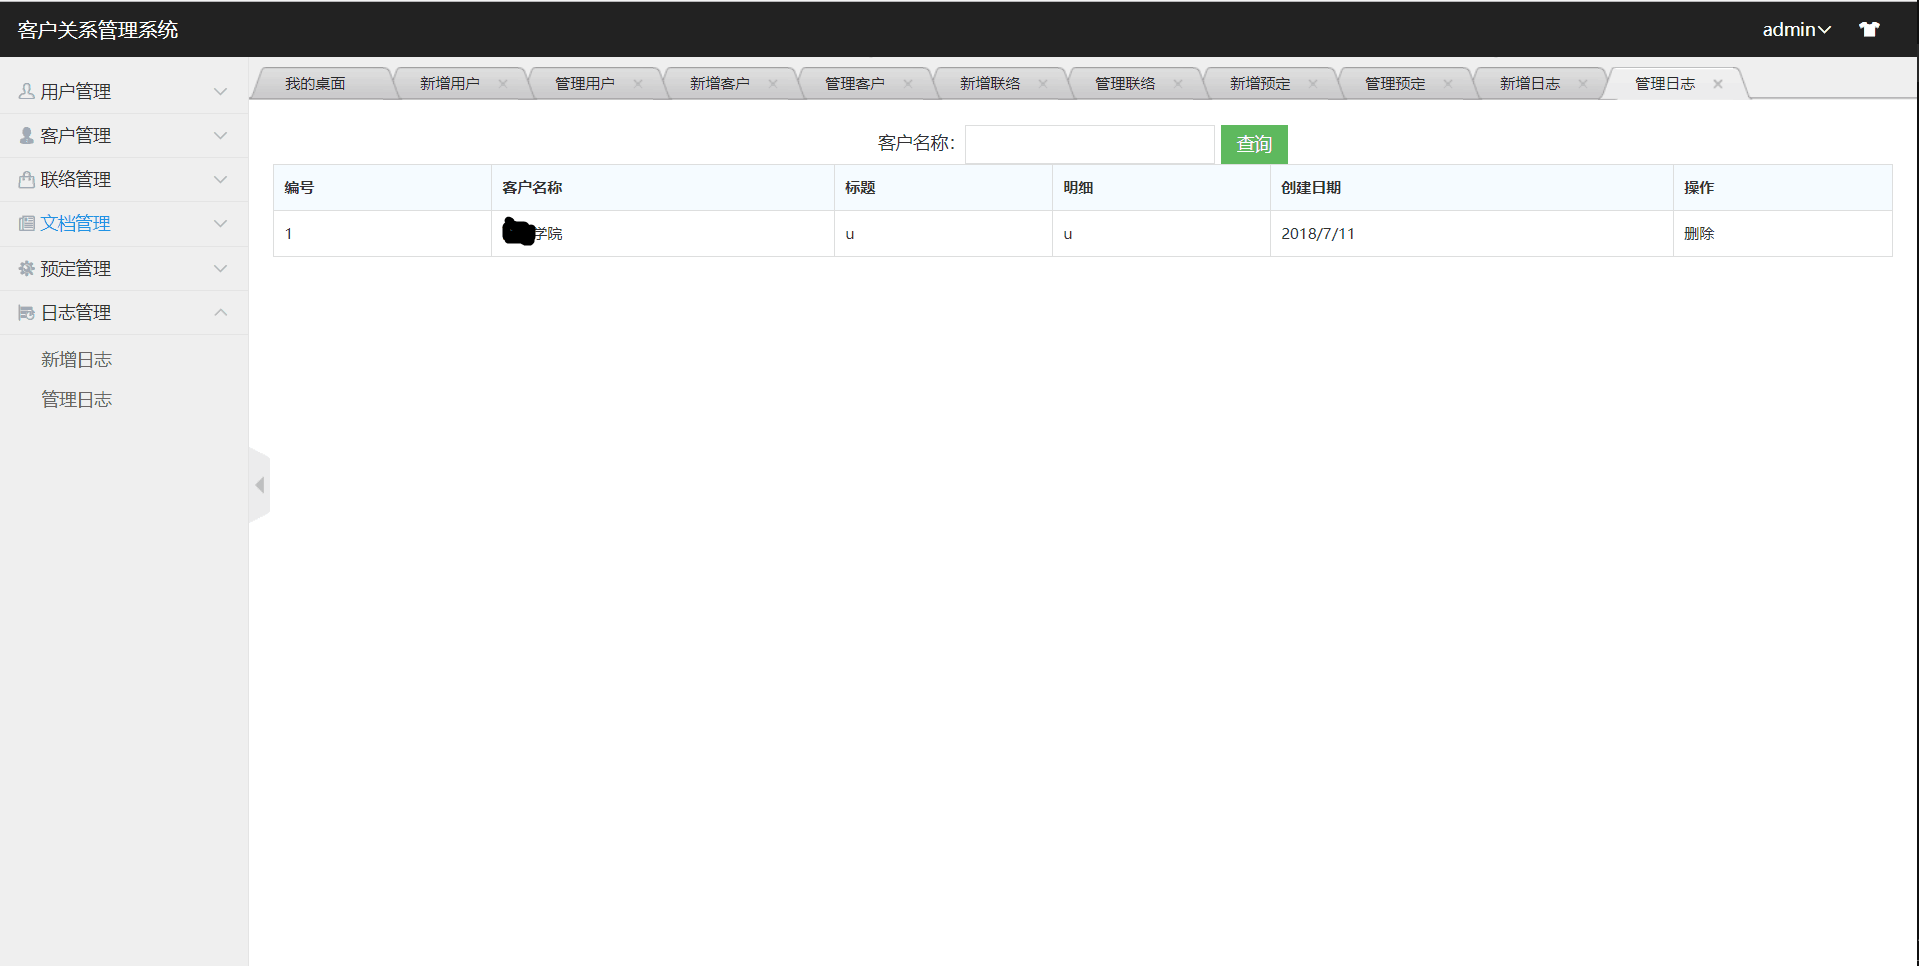 客户关系管理系统
admin
用户管理
客户管理
联络管理
文档管理
预定管理
日志管理
新增日志
管理日志
我的桌面 新增用户 管理用户 新增客户 管理客户 新增联络 管理联络 新增预定 管理预定 新增日志 管理日志
客户名称: 查询
编号 客户名称 标题 明细 创建日期 操作
1 学院 u u 2018/7/11 删除